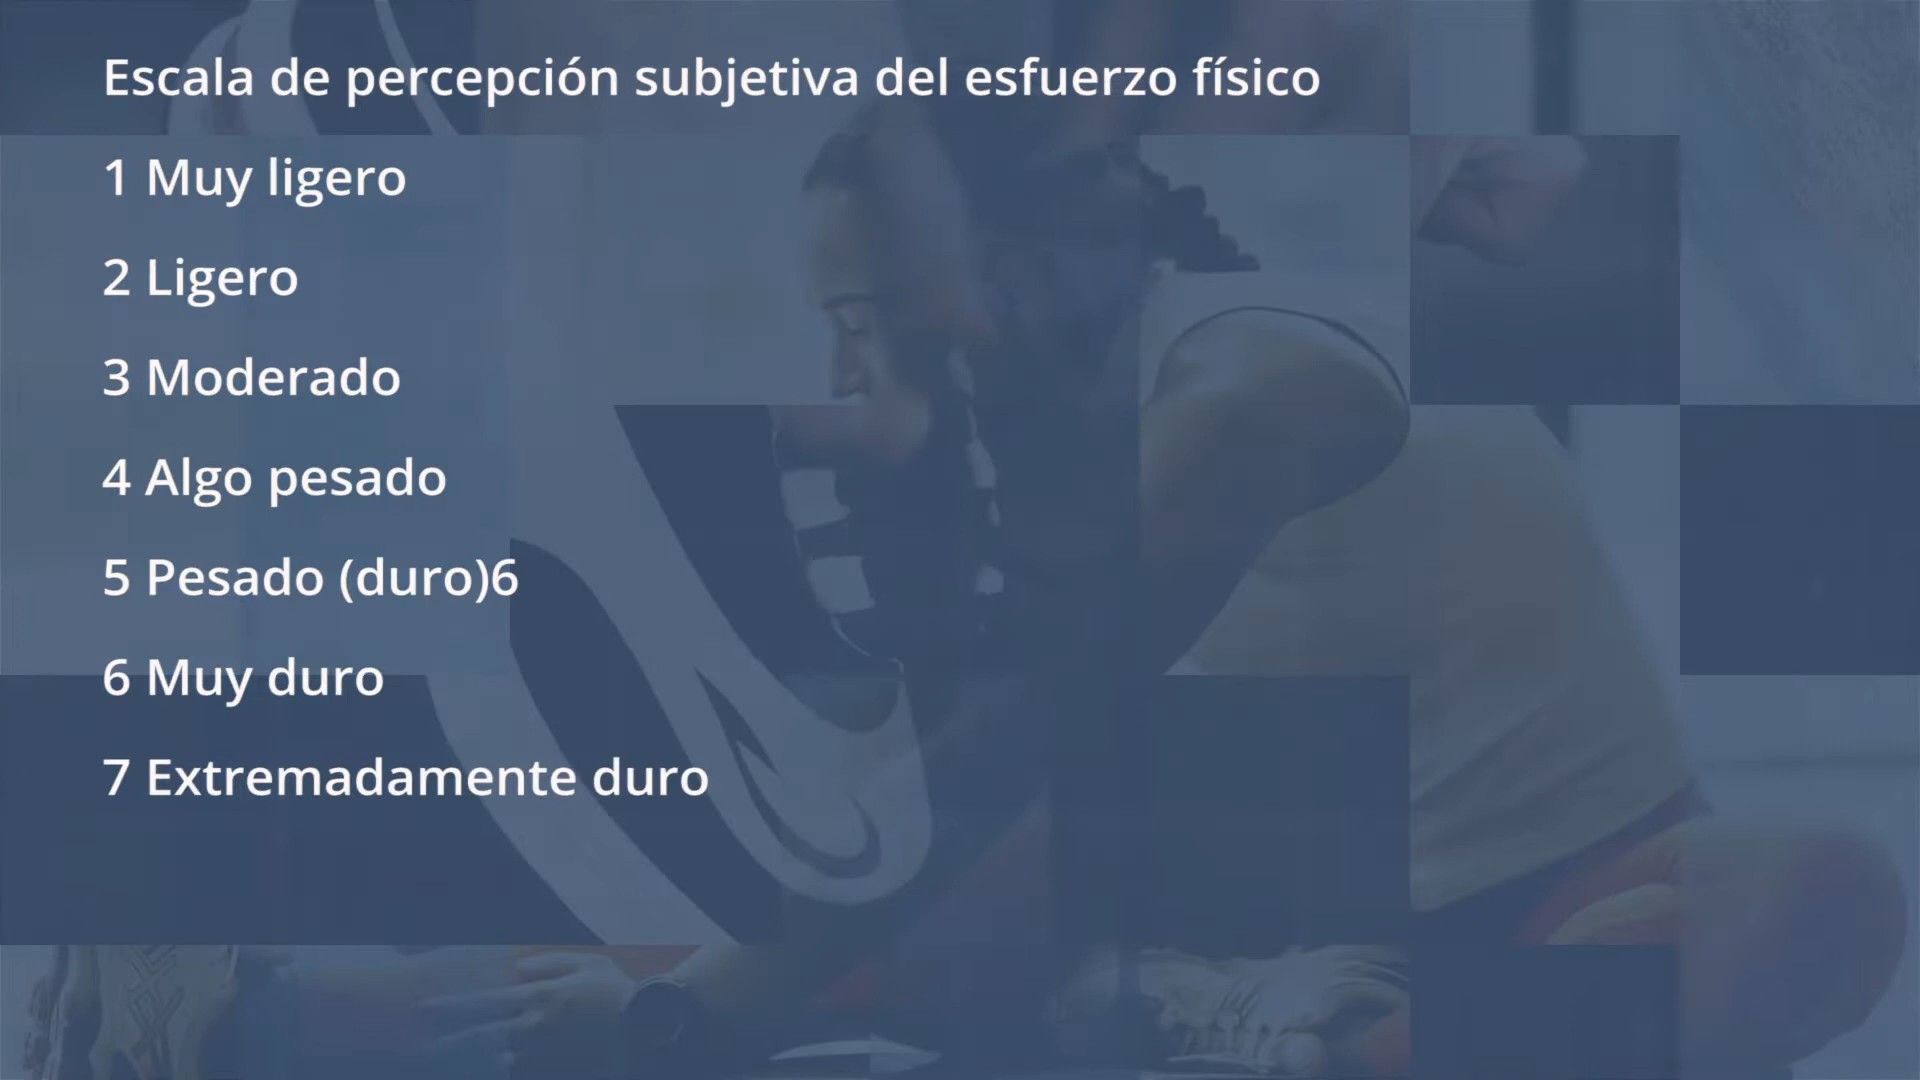 Escala de percepción subjetiva del esfuerzo físico
1 Muy ligero
2 Ligero
3 Moderado
4 Algo pesado
5 Pesado (duro)6
6 Muy duro
7 Extremadamente duro